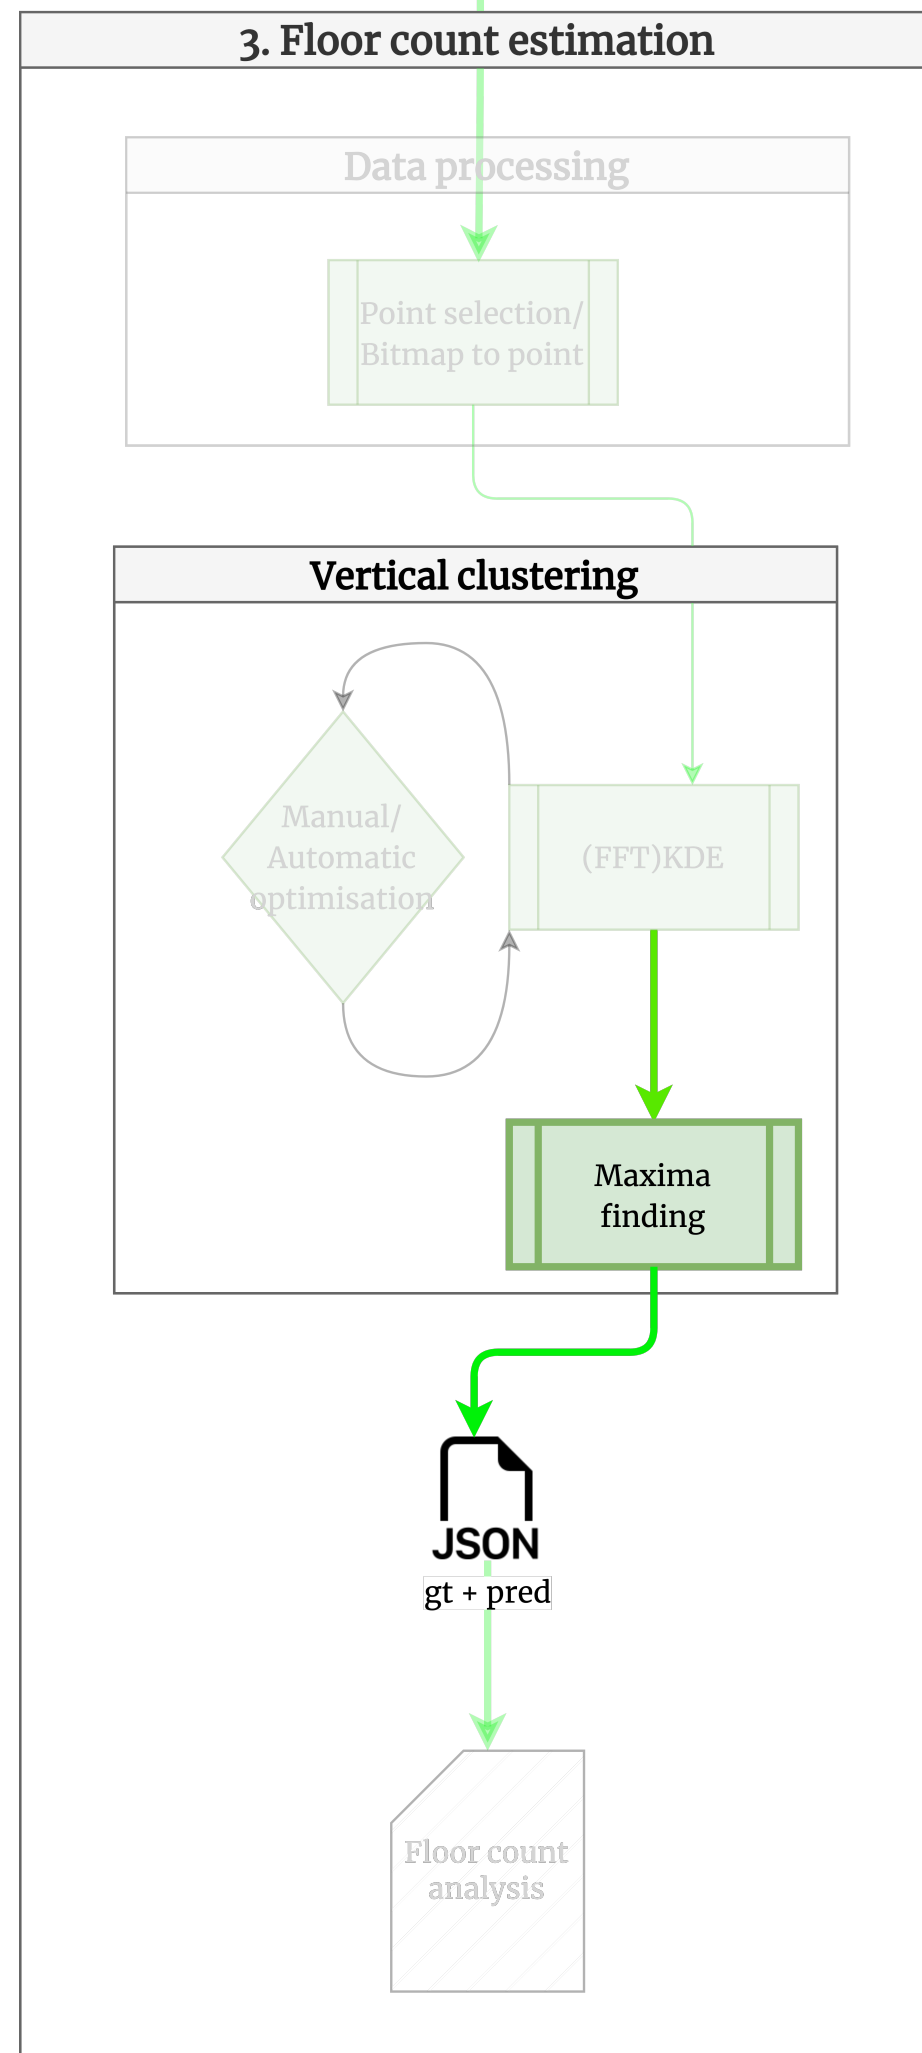 3. Floor count estimation
Data processing
Point selection/
Bitmap to point
Vertical clustering
Manual/
Automatic
optimisation
(FFT)KDE
Maxima
finding
JSON
gt + pred
Floor count
analysis